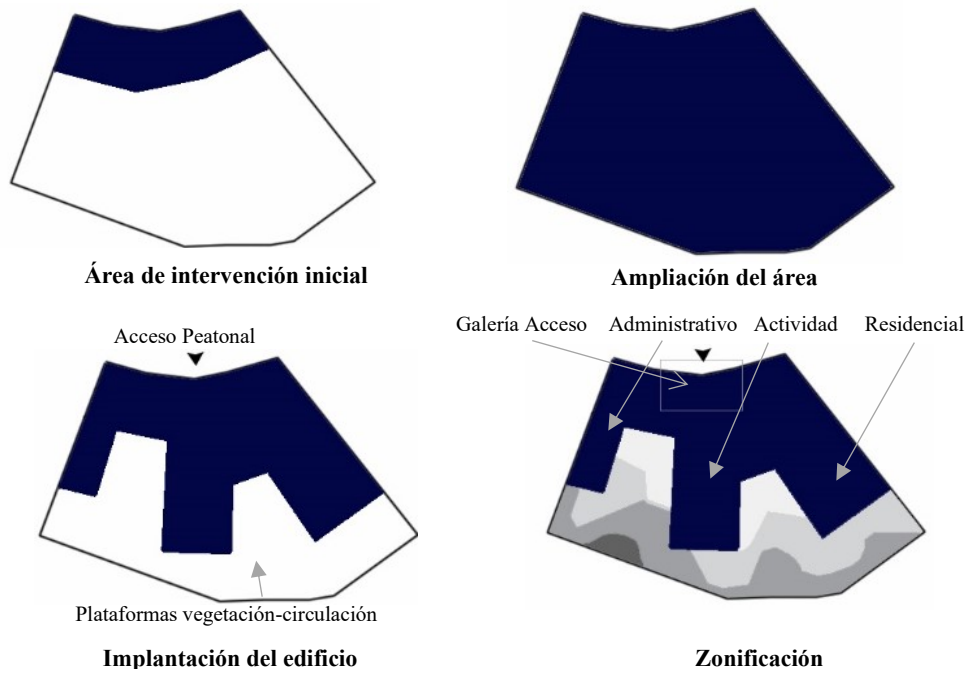 Área de intervención inicial
Ampliación del área
Acceso Peatonal
Plataformas vegetación-circulación
Implantación del edificio
Galería Acceso Administrativo Actividad Residencial
Zonificación